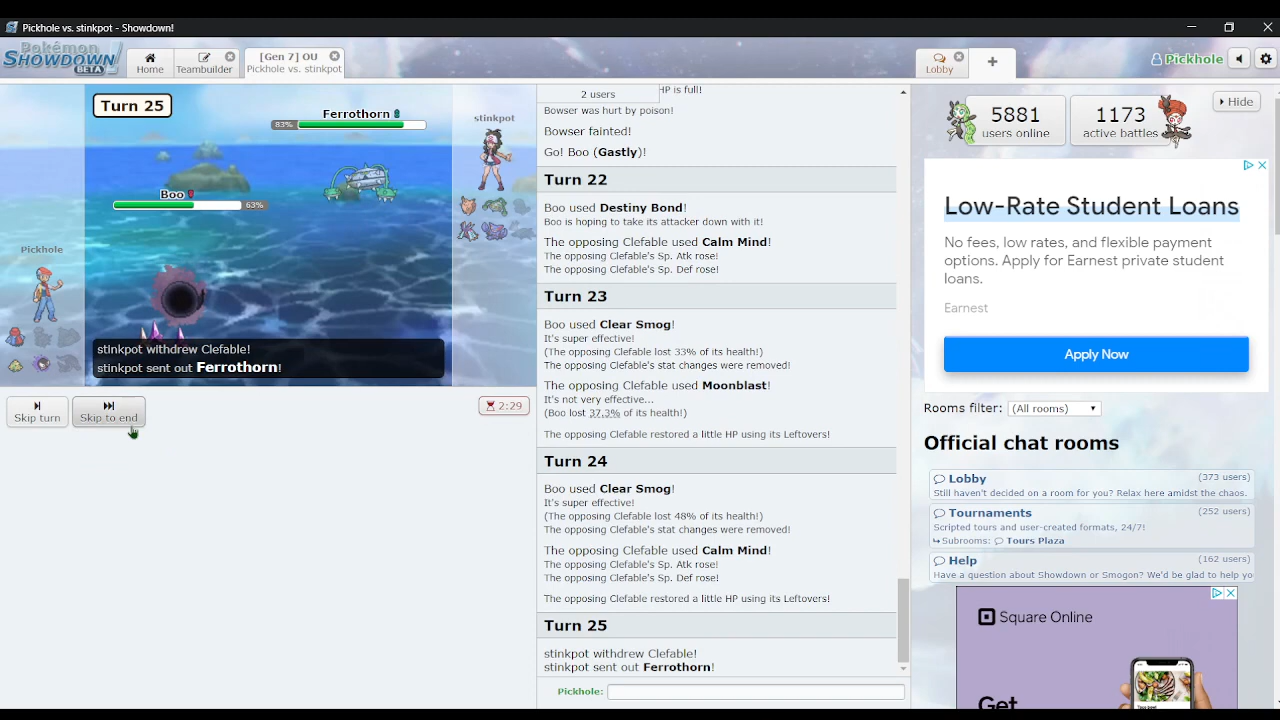 Pickhole vs. stinkpot - Showdown!
Pokémon
SHOWDOWN
BETA
Home
Teambuilder
[Gen 7] OU
Pickhole vs. stinkpot
Lobby
Pickhole
Turn 25
Ferrothorn
83%
Boo
63%
stinkpot
Pickhole
stinkpot withdrew Clefable!
stinkpot sent out Ferrothorn!
Skip turn
Skip to end
2:29
2 users
HP is full!
Bowser was hurt by poison!
Bowser fainted!
Go! Boo (Gastly)!
Turn 22
Boo used Destiny Bond!
Boo is hoping to take its attacker down with it!
The opposing Clefable used Calm Mind!
The opposing Clefable's Sp. Atk rose!
The opposing Clefable's Sp. Def rose!
Turn 23
Boo used Clear Smog!
It's super effective!
(The opposing Clefable lost 33% of its health!)
The opposing Clefable's stat changes were removed!
The opposing Clefable used Moonblast!
It's not very effective...
(Boo lost 37.3% of its health!)
The opposing Clefable restored a little HP using its Leftovers!
Turn 24
Boo used Clear Smog!
It's super effective!
(The opposing Clefable lost 48% of its health!)
The opposing Clefable's stat changes were removed!
The opposing Clefable used Calm Mind!
The opposing Clefable's Sp. Atk rose!
The opposing Clefable's Sp. Def rose!
The opposing Clefable restored a little HP using its Leftovers!
Turn 25
stinkpot withdrew Clefable!
stinkpot sent out Ferrothorn!
Pickhole:
5881
users online
1173
active battles
Hide
Low-Rate Student Loans
No fees, low rates, and flexible payment
options. Apply for Earnest private student
loans.
Earnest
Apply Now
Rooms filter: (All rooms)
Official chat rooms
Lobby (373 users)
Still haven't decided on a room for you? Relax here amidst the chaos.
Tournaments (252 users)
Scripted tours and user-created formats, 24/7!
Subrooms: Tours Plaza
Help (162 users)
Have a question about Showdown or Smogon? We'd be glad to help yo
Square Online
Get